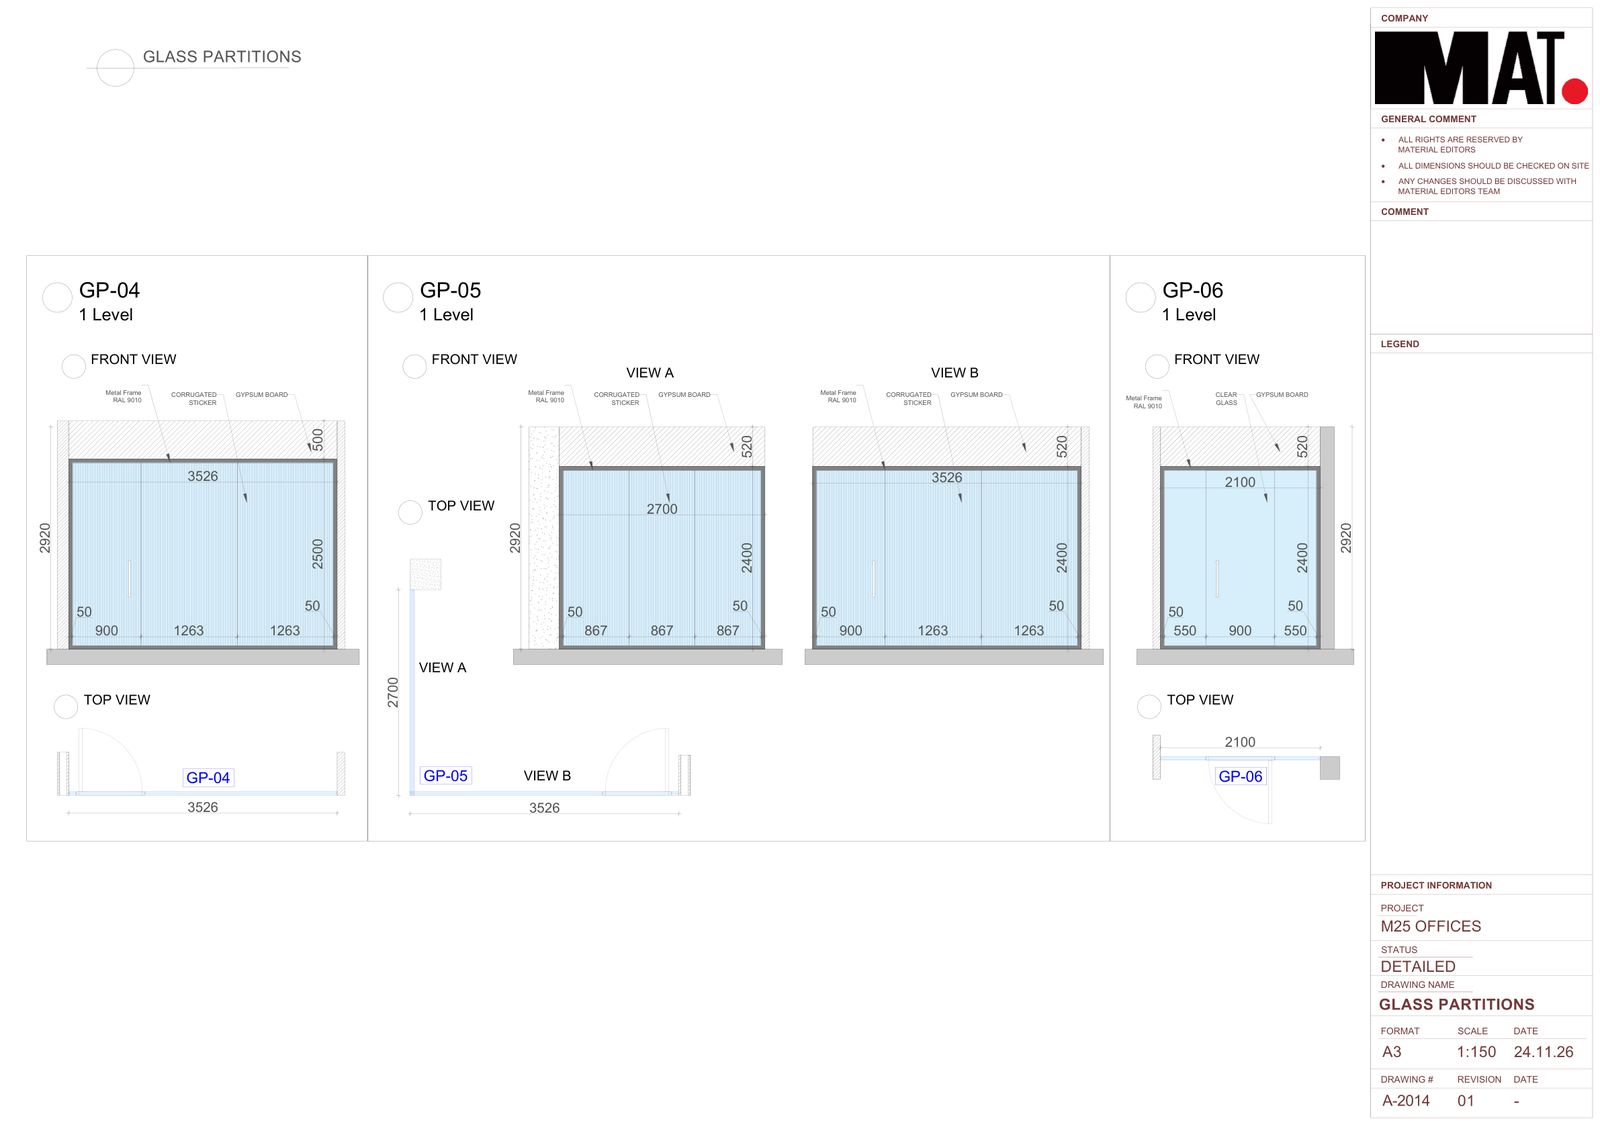 GLASS PARTITIONS
GP-04
1 Level
FRONT VIEW
Metal Frame
RAL 9010
CORRUGATED
STICKER
GYPSUM BOARD
500
3526
2920
2500
50
50
900
1263
1263
TOP VIEW
GP-04
3526
GP-05
1 Level
FRONT VIEW
VIEW A
Metal Frame
RAL 9010
CORRUGATED
STICKER
GYPSUM BOARD
520
2700
2920
2400
50
50
867
867
867
VIEW B
Metal Frame
RAL 9010
CORRUGATED
STICKER
GYPSUM BOARD
520
3526
2400
50
50
900
1263
1263
TOP VIEW
VIEW A
2700
GP-05
VIEW B
3526
GP-06
1 Level
FRONT VIEW
Metal Frame
RAL 9010
CLEAR
GLASS
GYPSUM BOARD
520
2100
2920
2400
50
50
550
900
550
TOP VIEW
2100
GP-06
COMPANY
MAT.
GENERAL COMMENT
• ALL RIGHTS ARE RESERVED BY
MATERIAL EDITORS
• ALL DIMENSIONS SHOULD BE CHECKED ON SITE
• ANY CHANGES SHOULD BE DISCUSSED WITH
MATERIAL EDITORS TEAM
COMMENT
LEGEND
PROJECT INFORMATION
PROJECT
M25 OFFICES
STATUS
DETAILED
DRAWING NAME
GLASS PARTITIONS
FORMAT SCALE DATE
A3 1:150 24.11.26
DRAWING # REVISION DATE
A-2014 01 -